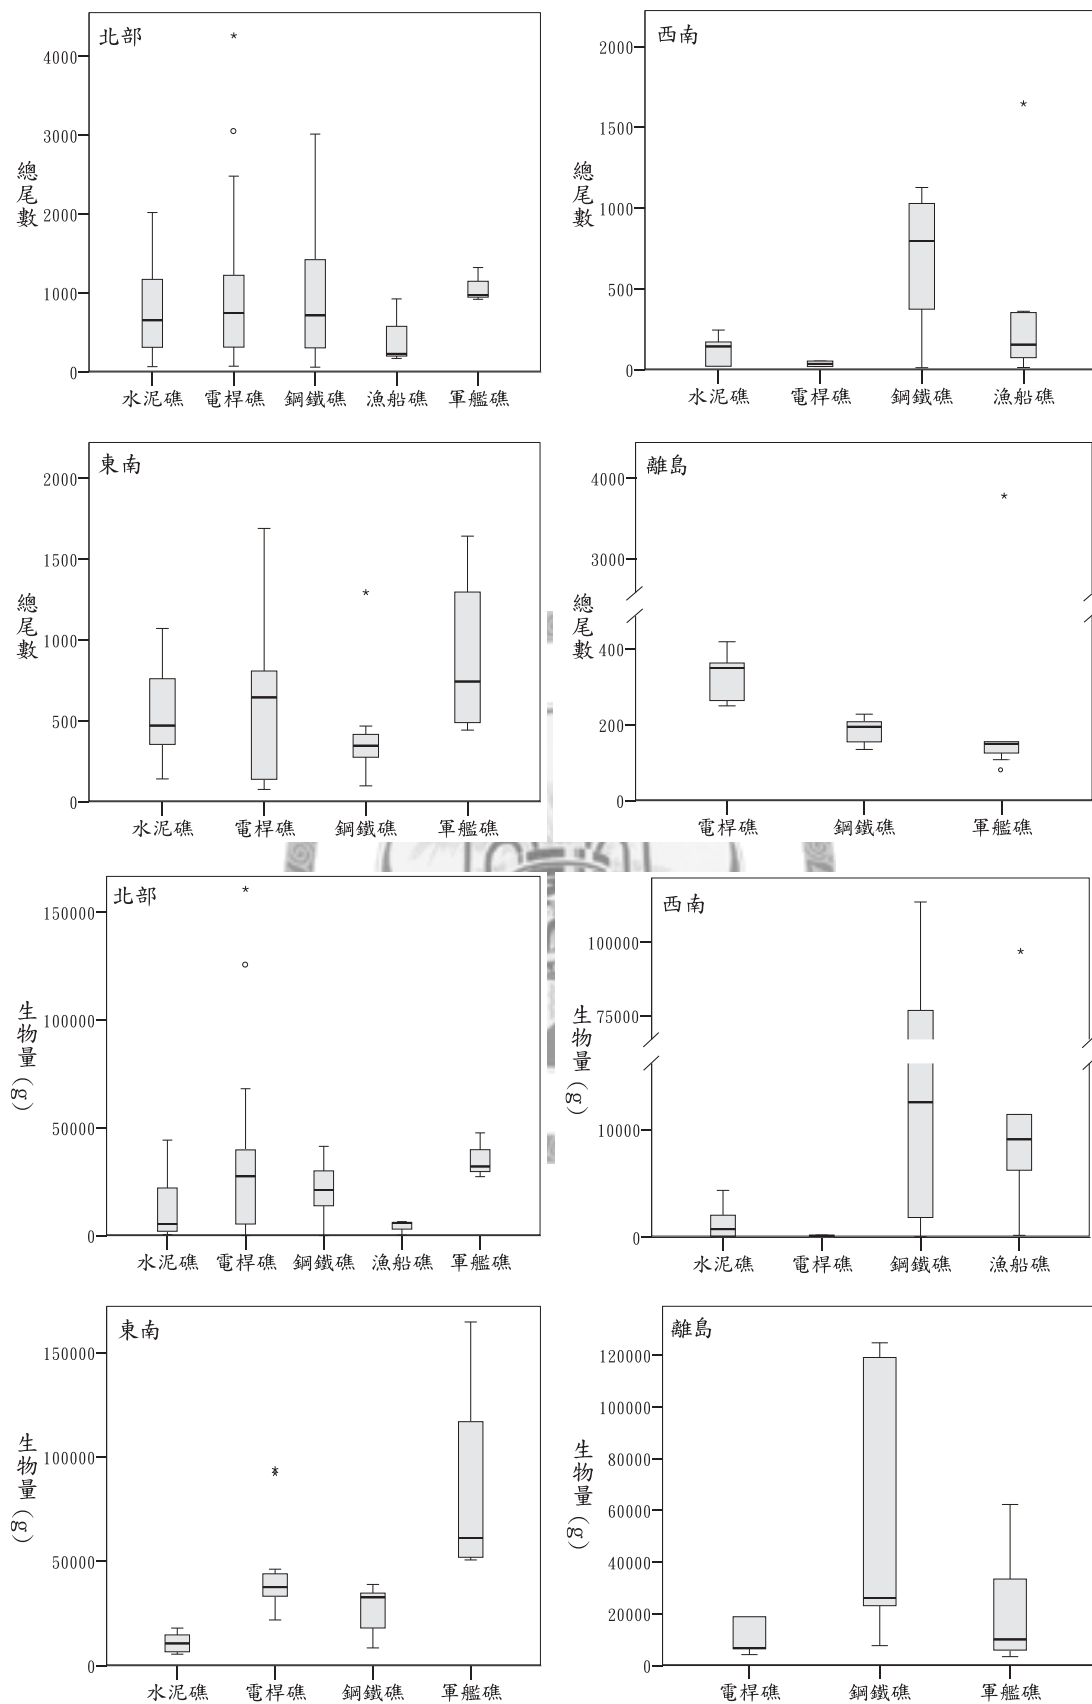 北部
總尾數
4000
3000
2000
1000
0
水泥礁 電桿礁 鋼鐵礁 漁船礁 軍艦礁
西南
總尾數
2000
1500
1000
500
0
水泥礁 電桿礁 鋼鐵礁 漁船礁
東南
總尾數
2000
1500
1000
500
0
水泥礁 電桿礁 鋼鐵礁 軍艦礁
離島
總尾數
4000
3000
400
200
0
電桿礁 鋼鐵礁 軍艦礁
北部
生物量 (g)
150000
100000
50000
0
水泥礁 電桿礁 鋼鐵礁 漁船礁 軍艦礁
西南
生物量 (g)
100000
75000
10000
0
水泥礁 電桿礁 鋼鐵礁 漁船礁
東南
生物量 (g)
150000
100000
50000
0
水泥礁 電桿礁 鋼鐵礁 軍艦礁
離島
生物量 (g)
120000
100000
80000
60000
40000
20000
0
電桿礁 鋼鐵礁 軍艦礁